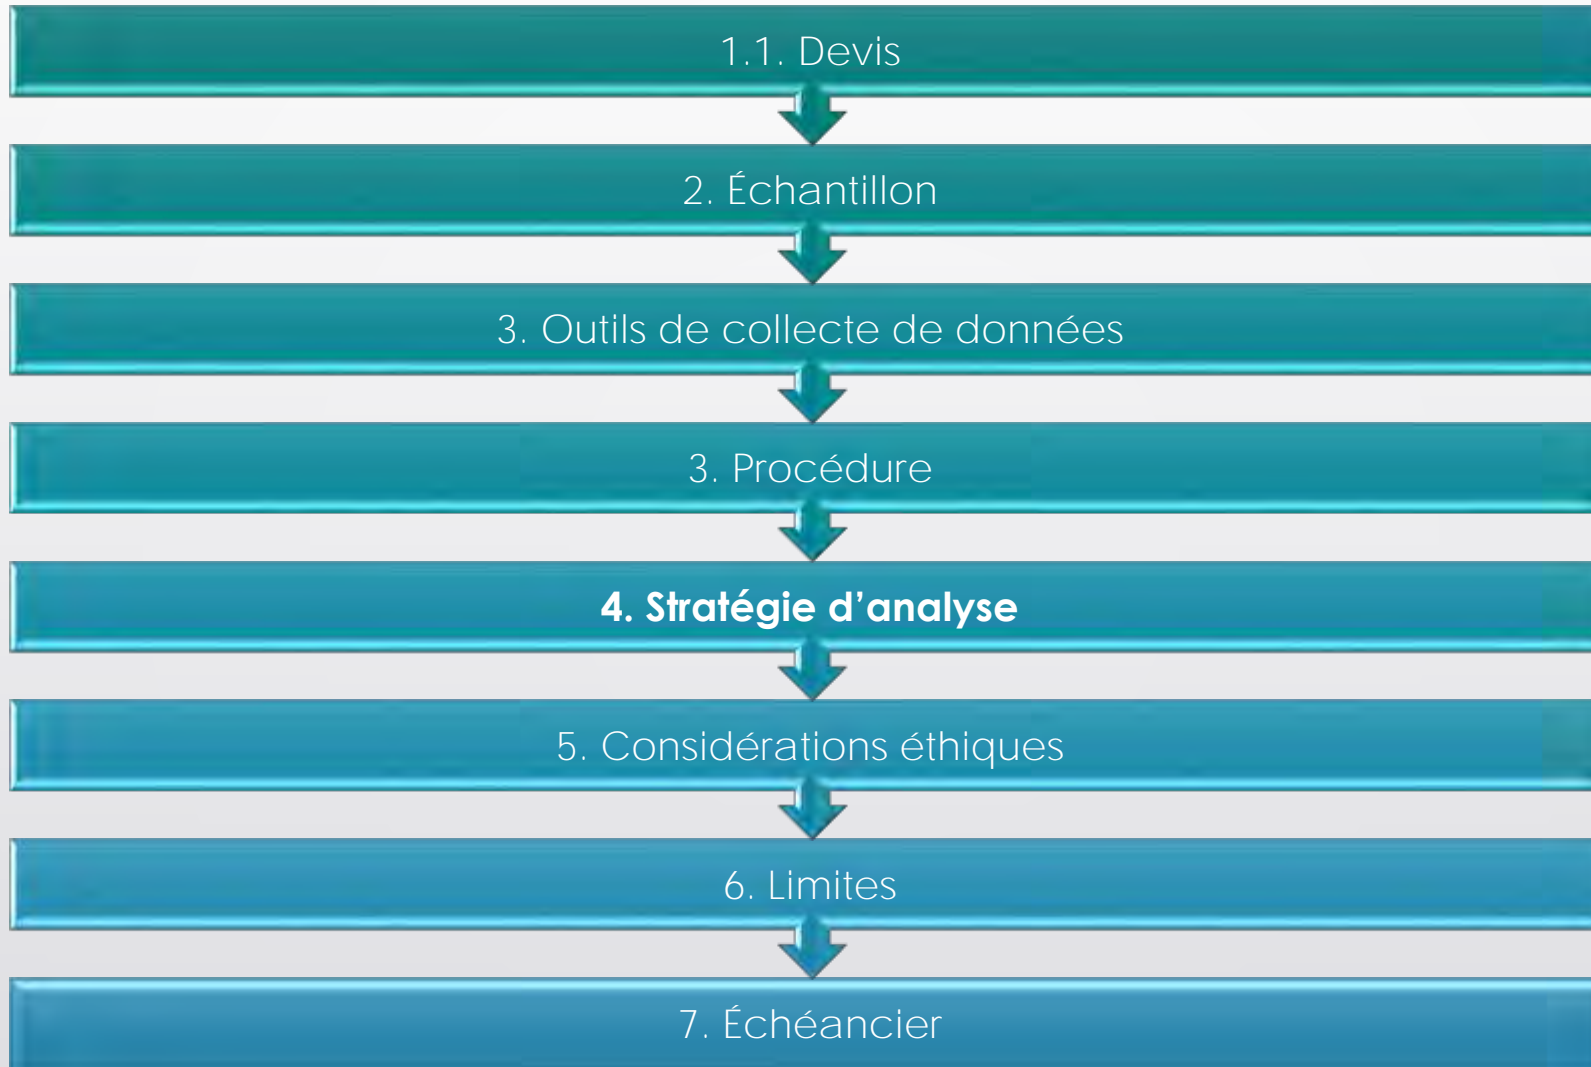 1.1. Devis
2. Échantillon
3. Outils de collecte de données
3. Procédure
4. Stratégie d’analyse
5. Considérations éthiques
6. Limites
7. Échéancier